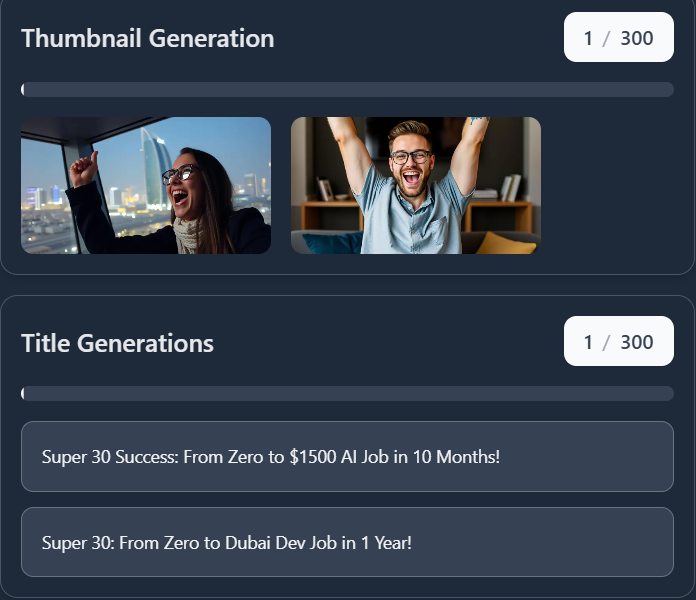 Thumbnail Generation
1 / 300
Title Generations
1 / 300
Super 30 Success: From Zero to $1500 AI Job in 10 Months!
Super 30: From Zero to Dubai Dev Job in 1 Year!